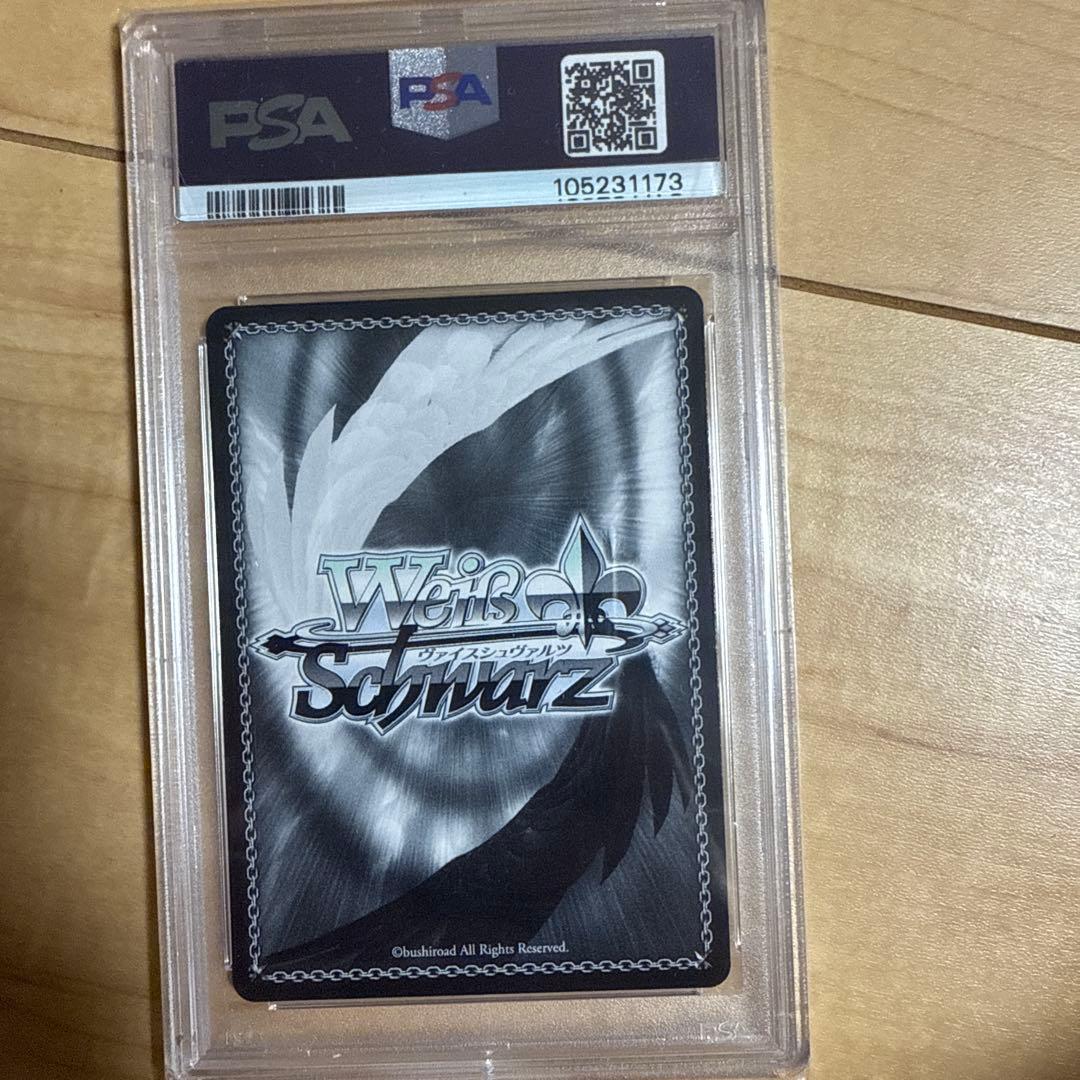 PSA
PSA
105231173
Weiß
ヴァイスシュヴァルツ
Schwarz
©bushiroad All Rights Reserved.
PSA